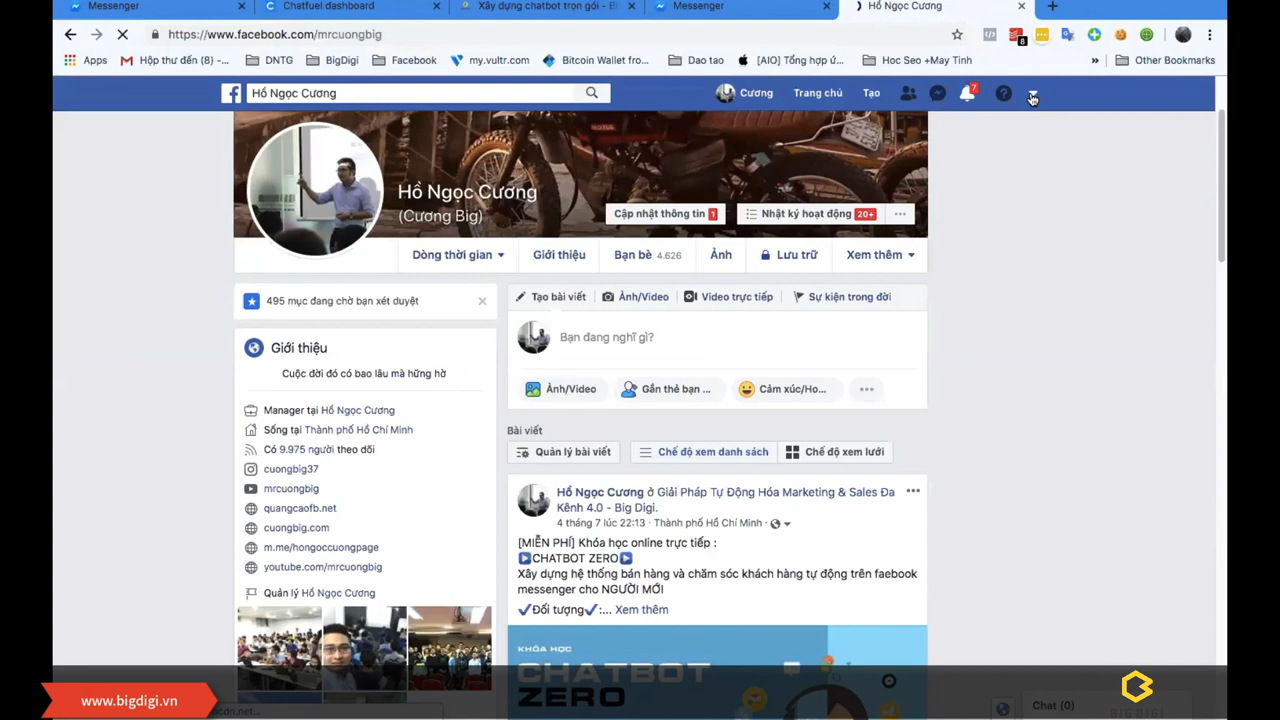 Messenger
Chatfuel dashboard
Xây dựng chatbot trọn gói - Bi
Messenger
Hồ Ngọc Cương
https://www.facebook.com/mrcuongbig
8
Apps
Hộp thư đến (8) -...
DNTG
BigDigi
Facebook
my.vultr.com
Bitcoin Wallet fro...
Dao tao
[AIO] Tổng hợp ứ...
Hoc Seo +May Tinh
»
Other Bookmarks
Hồ Ngọc Cương
Cương
Trang chủ
Tạo
7
Hồ Ngọc Cương
(Cương Big)
Cập nhật thông tin 1
Nhật ký hoạt động 20+
Dòng thời gian
Giới thiệu
Bạn bè 4.626
Ảnh
Lưu trữ
Xem thêm
495 mục đang chờ bạn xét duyệt
Giới thiệu
Cuộc đời đó có bao lâu mà hững hờ
Manager tại Hồ Ngọc Cương
Sống tại Thành phố Hồ Chí Minh
Có 9.975 người theo dõi
cuongbig37
mrcuongbig
quangcaofb.net
cuongbig.com
m.me/hongoccuongpage
youtube.com/mrcuongbig
Quản lý Hồ Ngọc Cương
Tạo bài viết
Ảnh/Video
Video trực tiếp
Sự kiện trong đời
Bạn đang nghĩ gì?
Ảnh/Video
Gắn thẻ bạn ...
Cảm xúc/Ho...
Bài viết
Quản lý bài viết
Chế độ xem danh sách
Chế độ xem lưới
Hồ Ngọc Cương ở Giải Pháp Tự Động Hóa Marketing & Sales Đa
Kênh 4.0 - Big Digi.
4 tháng 7 lúc 22:13 · Thành phố Hồ Chí Minh ·
[MIỄN PHÍ] Khóa học online trực tiếp :
CHATBOT ZERO
Xây dựng hệ thống bán hàng và chăm sóc khách hàng tự động trên faebook
messenger cho NGƯỜI MỚI
Đối tượng :... Xem thêm
KHÓA HỌC
CHATBOT
ZERO
www.bigdigi.vn
Chat (0)
BIG DIGI